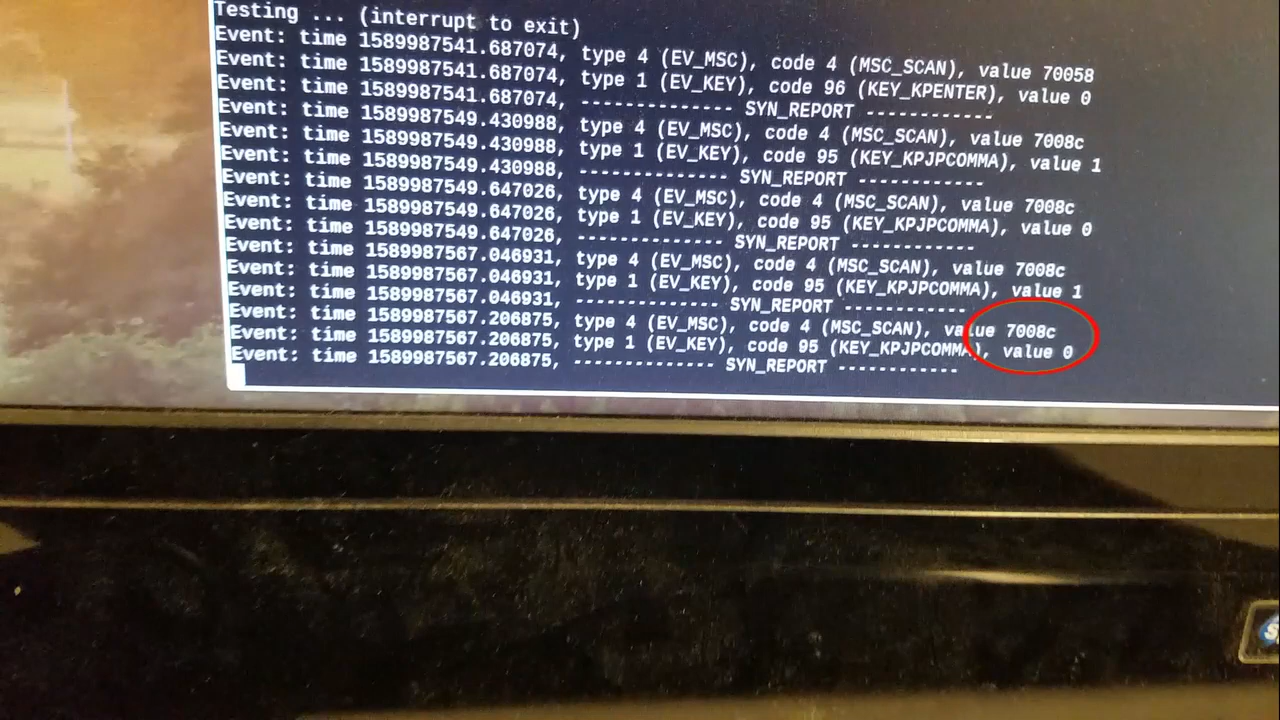 Testing ... (interrupt to exit)
Event: time 1589987541.687074, type 4 (EV_MSC), code 4 (MSC_SCAN), value 70058
Event: time 1589987541.687074, type 1 (EV_KEY), code 96 (KEY_KPENTER), value 0
Event: time 1589987541.687074, -------------- SYN_REPORT ------------
Event: time 1589987549.430988, type 4 (EV_MSC), code 4 (MSC_SCAN), value 7008c
Event: time 1589987549.430988, type 1 (EV_KEY), code 95 (KEY_KPJPCOMMA), value 1
Event: time 1589987549.430988, -------------- SYN_REPORT ------------
Event: time 1589987549.647026, type 4 (EV_MSC), code 4 (MSC_SCAN), value 7008c
Event: time 1589987549.647026, type 1 (EV_KEY), code 95 (KEY_KPJPCOMMA), value 0
Event: time 1589987549.647026, -------------- SYN_REPORT ------------
Event: time 1589987567.046931, type 4 (EV_MSC), code 4 (MSC_SCAN), value 7008c
Event: time 1589987567.046931, type 1 (EV_KEY), code 95 (KEY_KPJPCOMMA), value 1
Event: time 1589987567.046931, -------------- SYN_REPORT ------------
Event: time 1589987567.206875, type 4 (EV_MSC), code 4 (MSC_SCAN), value 7008c
Event: time 1589987567.206875, type 1 (EV_KEY), code 95 (KEY_KPJPCOMMA), value 0
Event: time 1589987567.206875, -------------- SYN_REPORT ------------